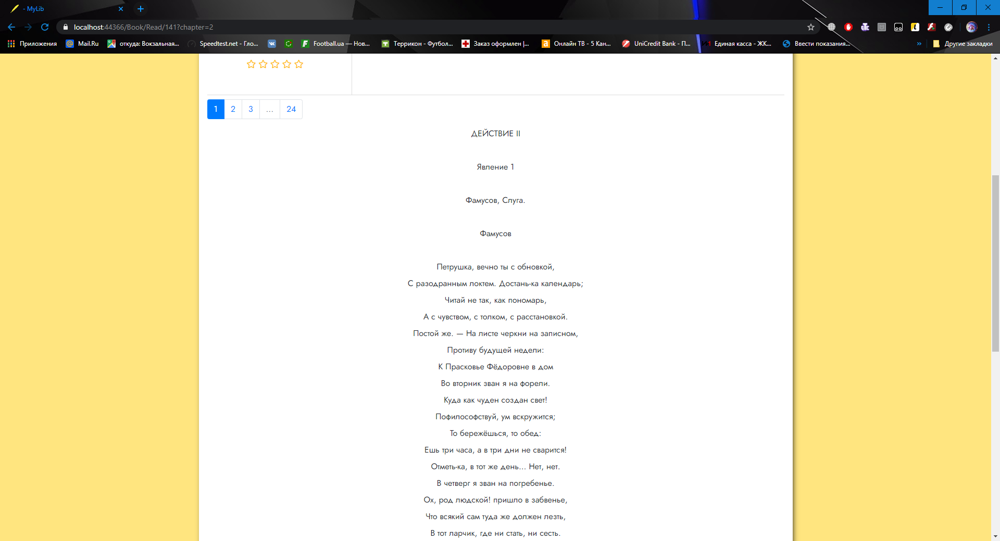 - MyLib
localhost:44366/Book/Read/141?chapter=2
Приложения
Mail.Ru
откуда: Вокзальная...
Speedtest.net - Гло...
Football.ua — Нов...
Террикон - Футбол...
Заказ оформлен |...
Онлайн ТВ - 5 Кан...
UniCredit Bank - П...
Единая касса - ЖК...
Ввести показания...
»
Другие закладки
1 2 3 ... 24
ДЕЙСТВИЕ II
Явление 1
Фамусов, Слуга.
Фамусов
Петрушка, вечно ты с обновкой,
С разодранным локтем. Достань-ка календарь;
Читай не так, как пономарь,
А с чувством, с толком, с расстановкой.
Постой же. — На листе черкни на записном,
Противу будущей недели:
К Прасковье Фёдоровне в дом
Во вторник зван я на форели.
Куда как чуден создан свет!
Пофилософствуй, ум вскружится;
То бережёшься, то обед:
Ешь три часа, а в три дни не сварится!
Отметь-ка, в тот же день... Нет, нет.
В четверг я зван на погребенье.
Ох, род людской! пришло в забвенье,
Что всякий сам туда же должен лезть,
В тот ларчик, где ни стать, ни сесть.